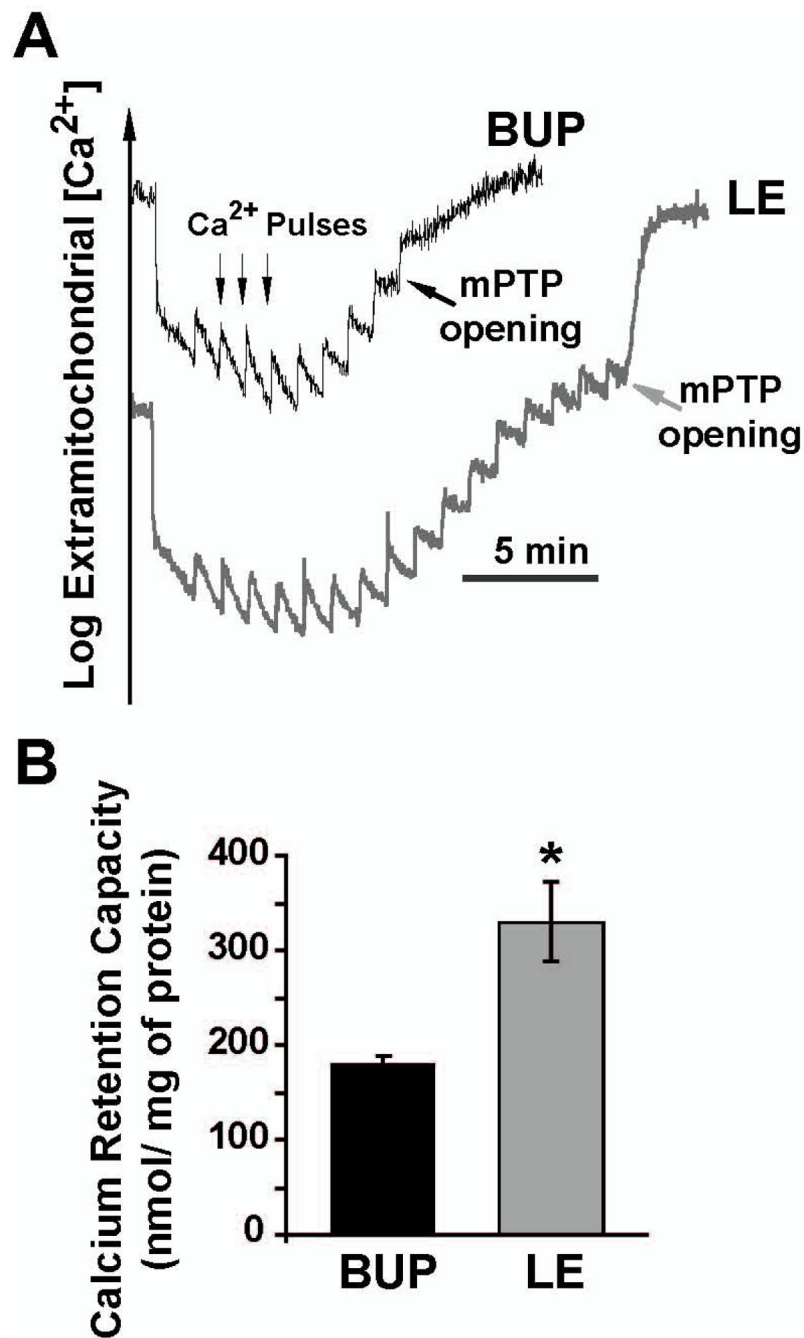 A
Log Extramitochondrial [Ca²⁺]
BUP
LE
Ca²⁺ Pulses
mPTP
opening
mPTP
opening
5 min
B
Calcium Retention Capacity
(nmol/ mg of protein)
400
300
200
100
0
*
BUP
LE